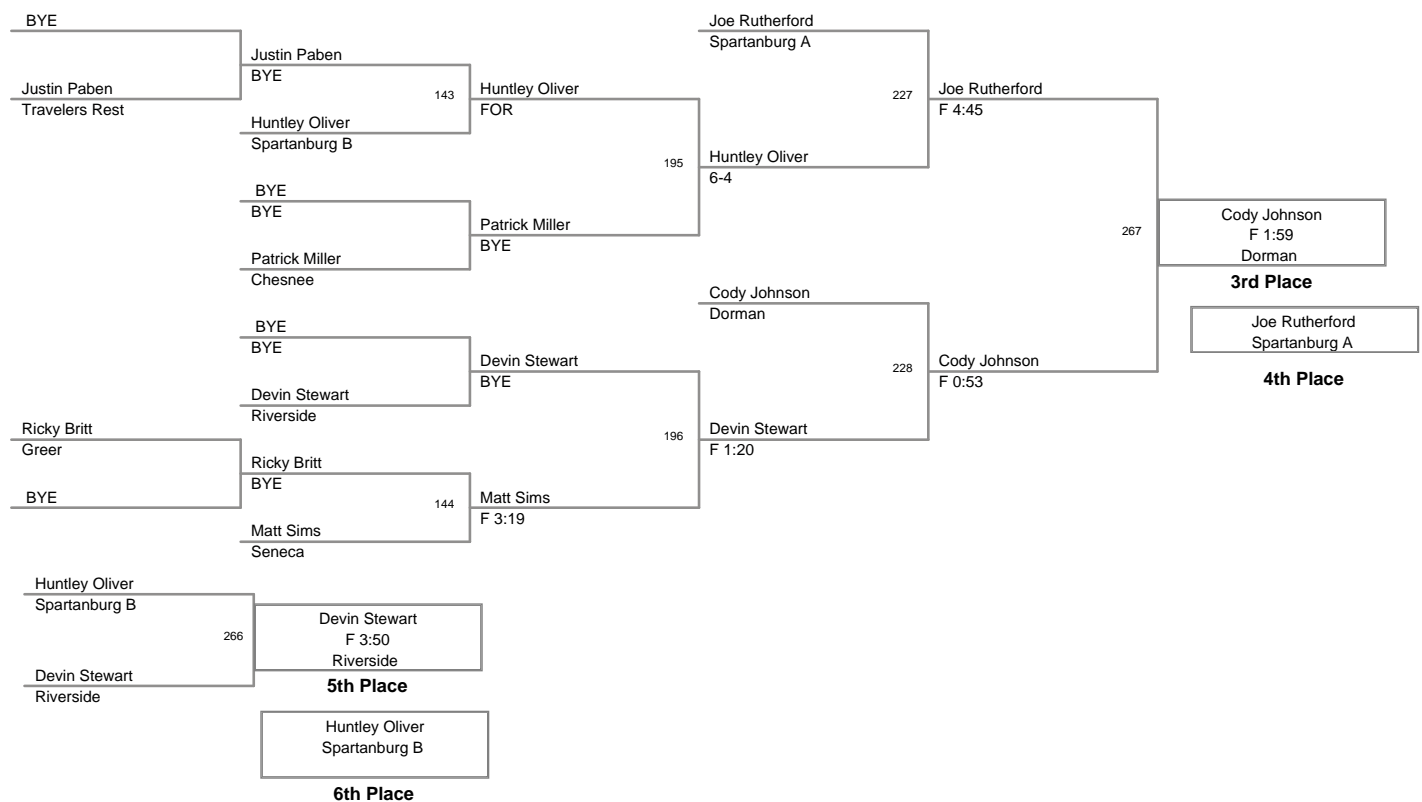 BYE
Justin Paben
Travelers Rest
Justin Paben
BYE
143
Huntley Oliver
Spartanburg B
Huntley Oliver
FOR
BYE
BYE
Patrick Miller
Chesnee
Patrick Miller
BYE
195
Huntley Oliver
6-4
Joe Rutherford
Spartanburg A
227
Joe Rutherford
F 4:45
BYE
BYE
Devin Stewart
Riverside
Devin Stewart
BYE
Ricky Britt
Greer
BYE
Ricky Britt
BYE
144
Matt Sims
Seneca
Matt Sims
F 3:19
196
Devin Stewart
F 1:20
Cody Johnson
Dorman
228
Cody Johnson
F 0:53
267
Cody Johnson
F 1:59
Dorman
3rd Place
Joe Rutherford
Spartanburg A
4th Place
Huntley Oliver
Spartanburg B
266
Devin Stewart
Riverside
Devin Stewart
F 3:50
Riverside
5th Place
Huntley Oliver
Spartanburg B
6th Place